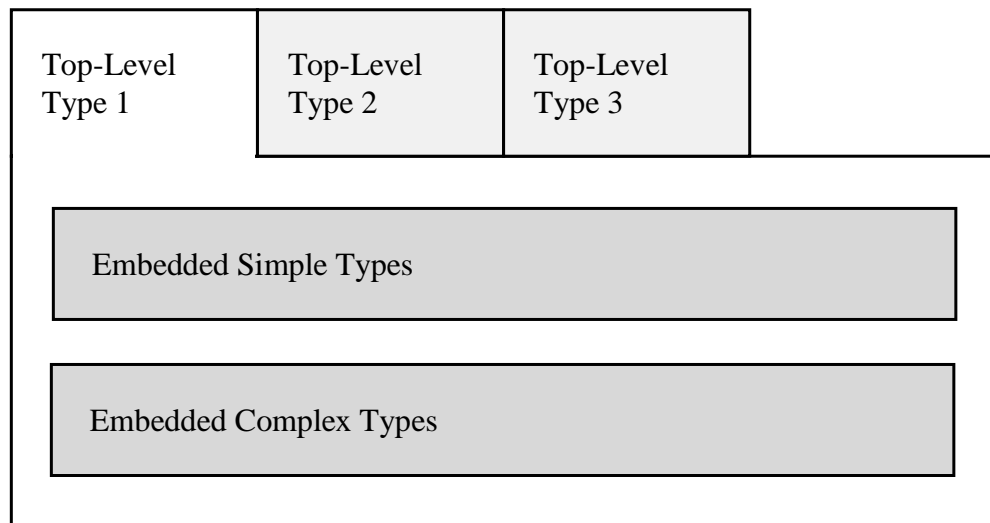 Top-Level
Type 1
Top-Level
Type 2
Top-Level
Type 3
Embedded Simple Types
Embedded Complex Types